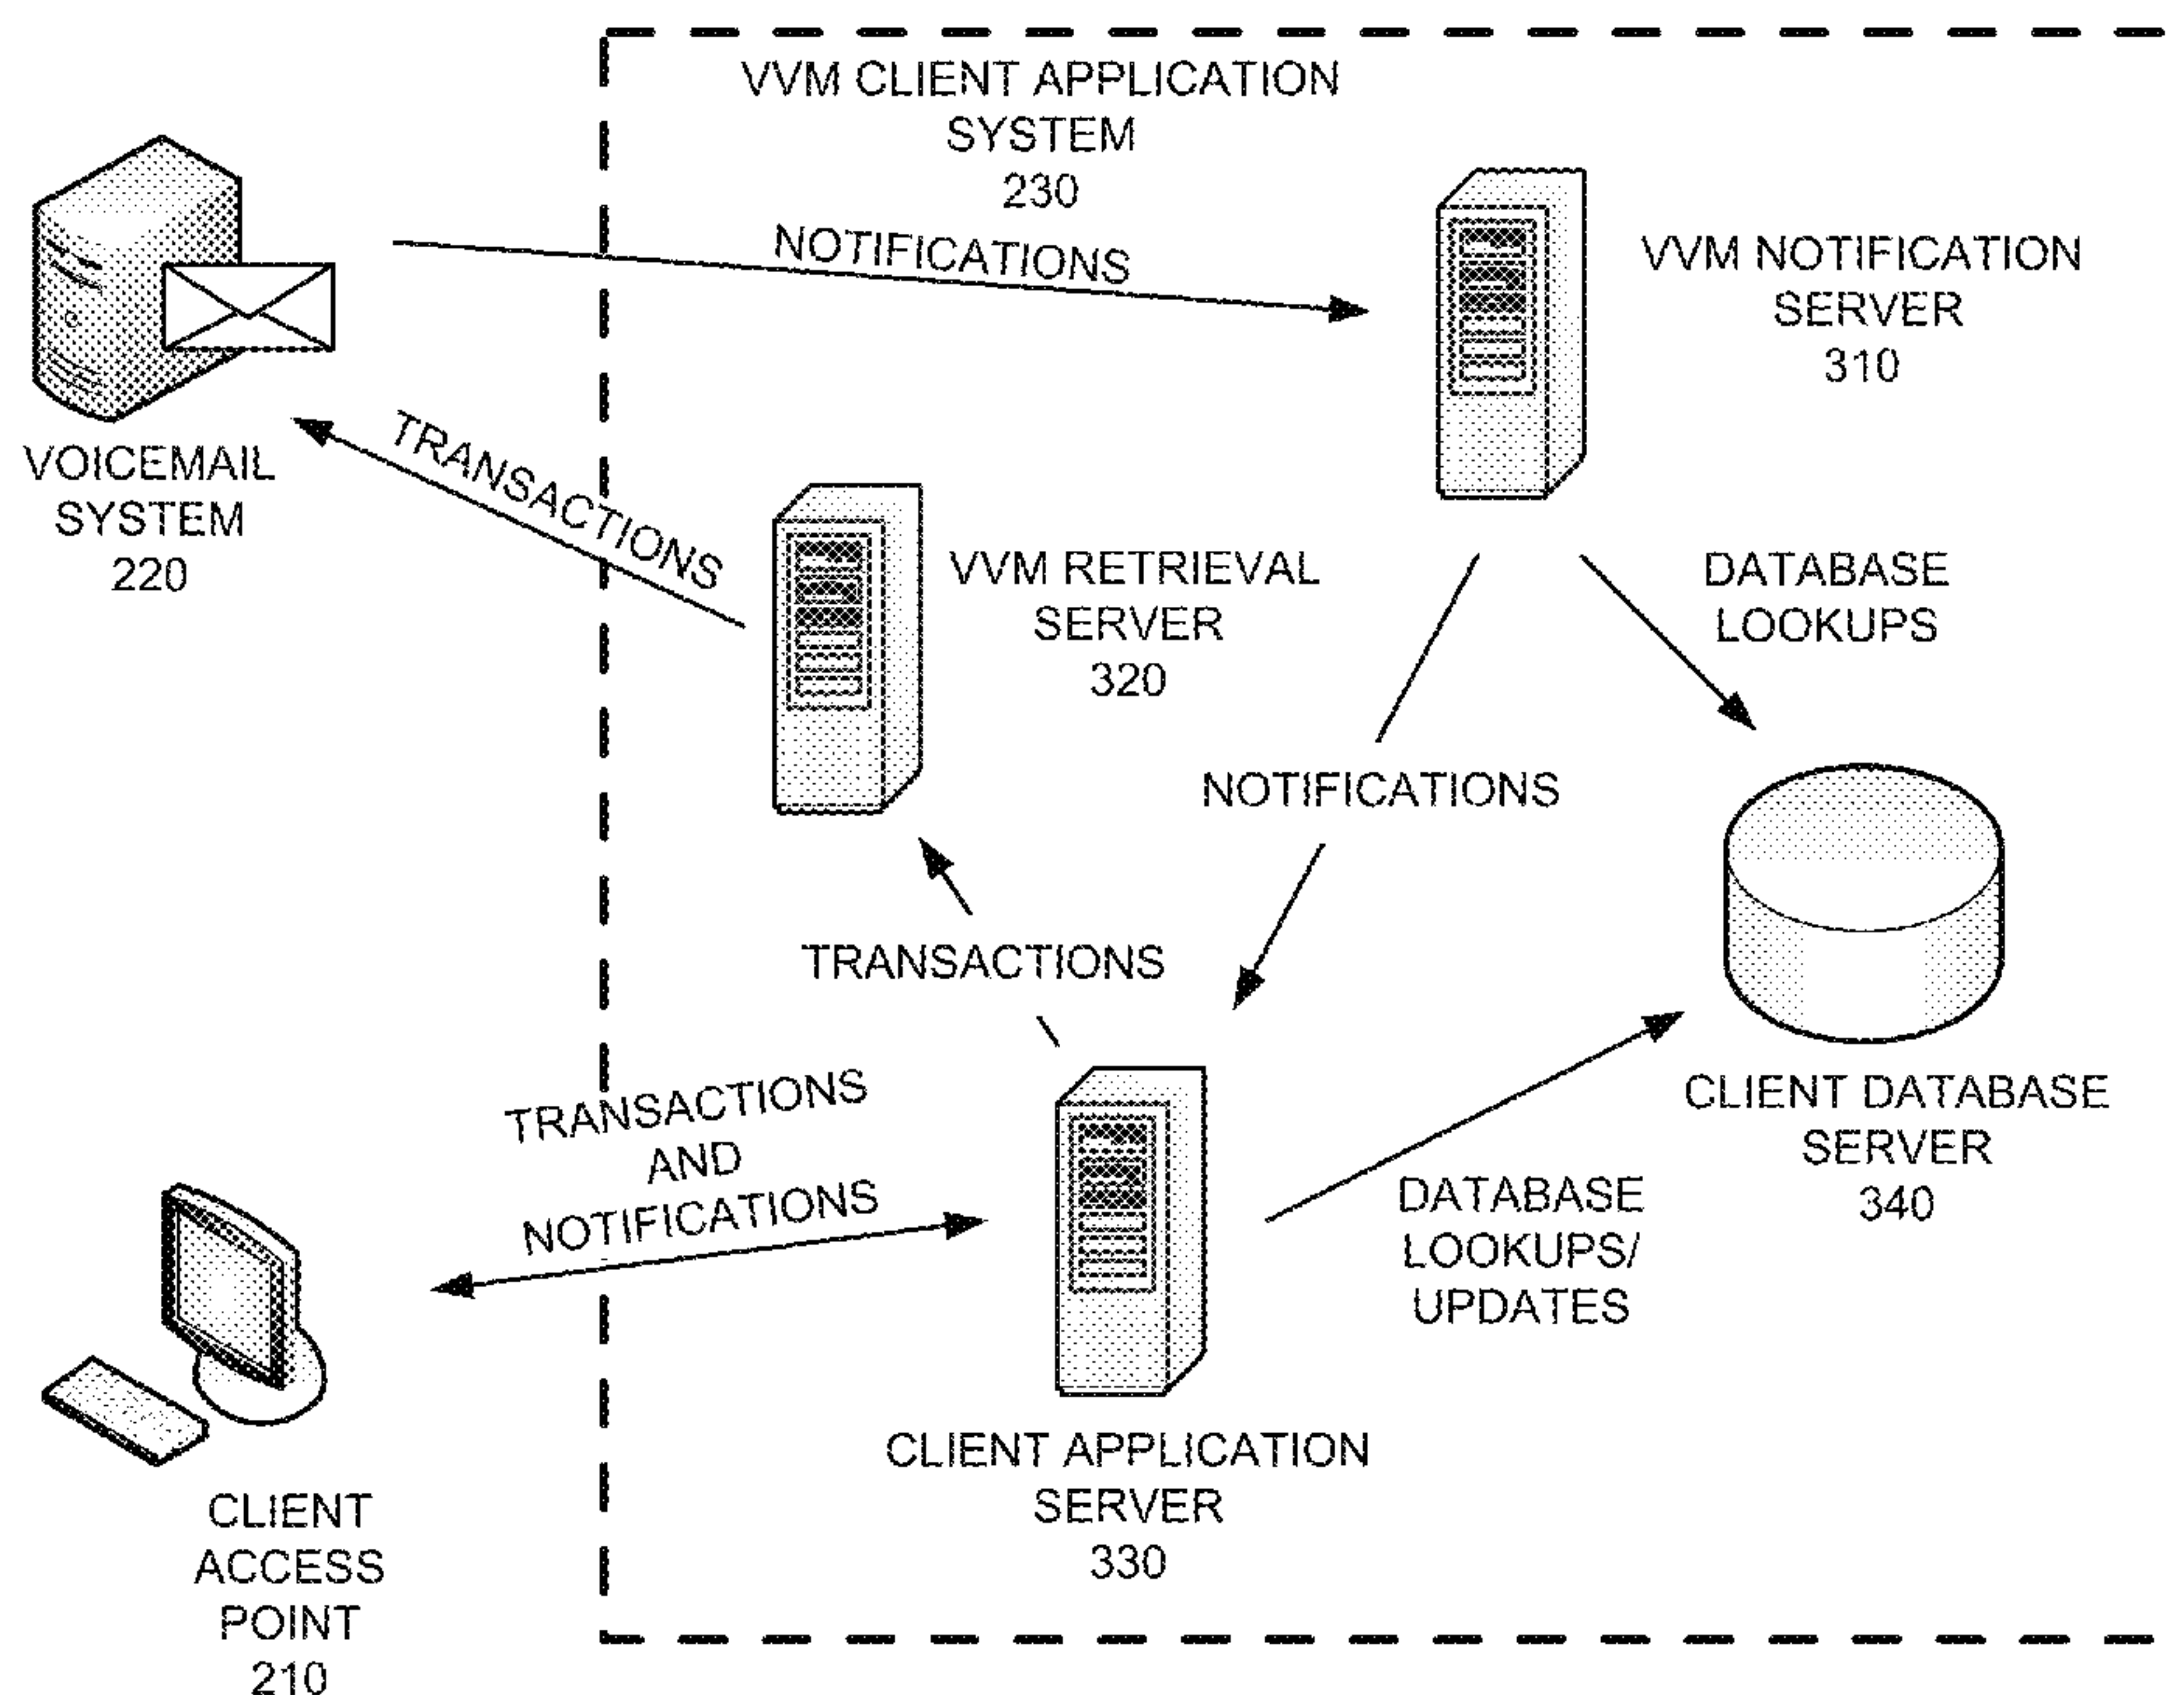 VVM CLIENT APPLICATION
SYSTEM
230
NOTIFICATIONS
VVM NOTIFICATION
SERVER
310
VOICEMAIL
SYSTEM
220
TRANSACTIONS
VVM RETRIEVAL
SERVER
320
DATABASE
LOOKUPS
NOTIFICATIONS
TRANSACTIONS
TRANSACTIONS
AND
NOTIFICATIONS
CLIENT DATABASE
SERVER
340
DATABASE
LOOKUPS/
UPDATES
CLIENT APPLICATION
SERVER
330
CLIENT
ACCESS
POINT
210